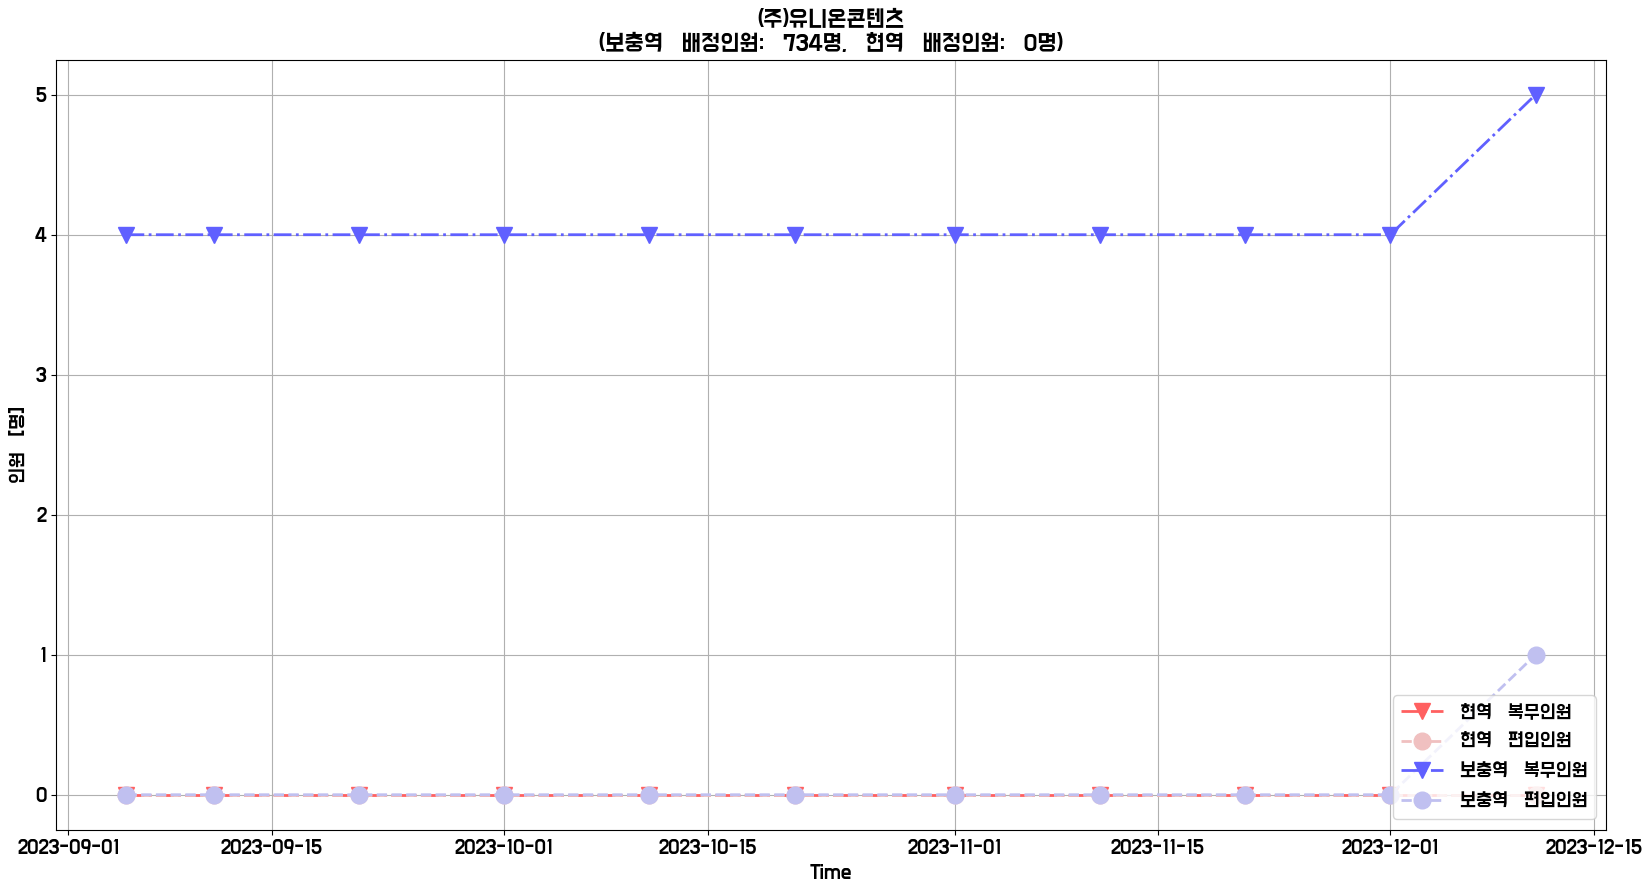 (주)유니온콘텐츠
(보충역 배정인원: 734명, 현역 배정인원: 0명)
5
4
3
2
1
0
인원 [명]
2023-09-01 2023-09-15 2023-10-01 2023-10-15 2023-11-01 2023-11-15 2023-12-01 2023-12-15
Time
현역 복무인원
현역 편입인원
보충역 복무인원
보충역 편입인원